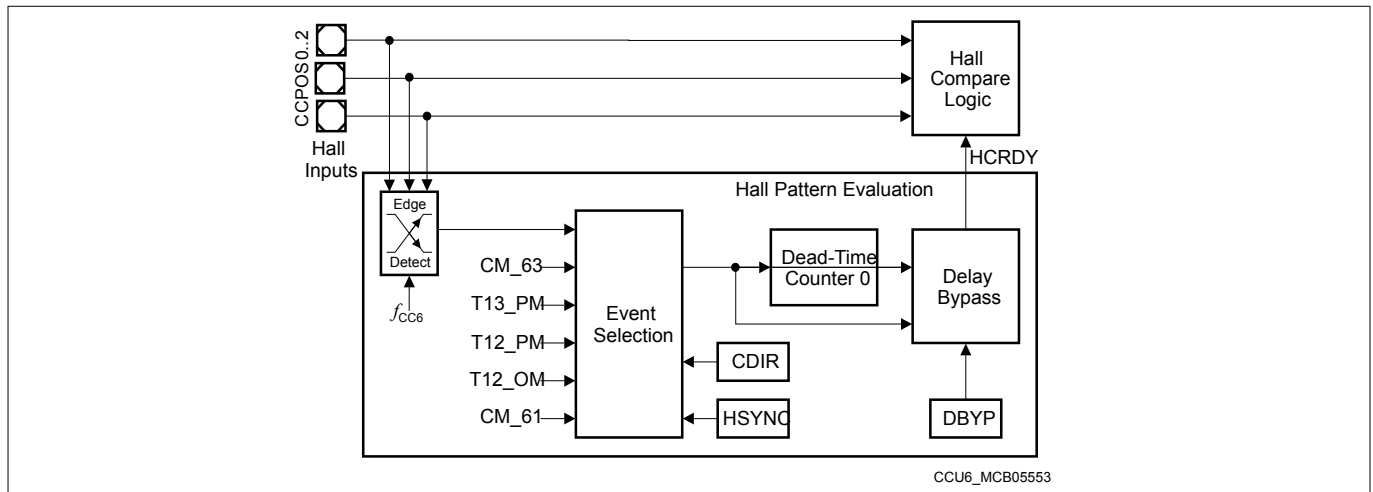 CCPOS0..2
Hall
Inputs
Hall
Compare
Logic
HCRDY
Hall Pattern Evaluation
Edge
Detect
fCC6
CM_63
T13_PM
T12_PM
T12_OM
CM_61
Event
Selection
Dead-Time
Counter 0
Delay
Bypass
CDIR
HSYNC
DBYP
CCU6_MCB05553